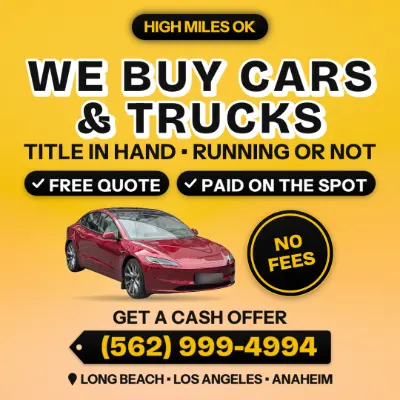 HIGH MILES OK
WE BUY CARS
& TRUCKS
TITLE IN HAND ▪ RUNNING OR NOT
✓ FREE QUOTE ✓ PAID ON THE SPOT
NO
FEES
GET A CASH OFFER
(562) 999-4994
LONG BEACH ▪ LOS ANGELES ▪ ANAHEIM